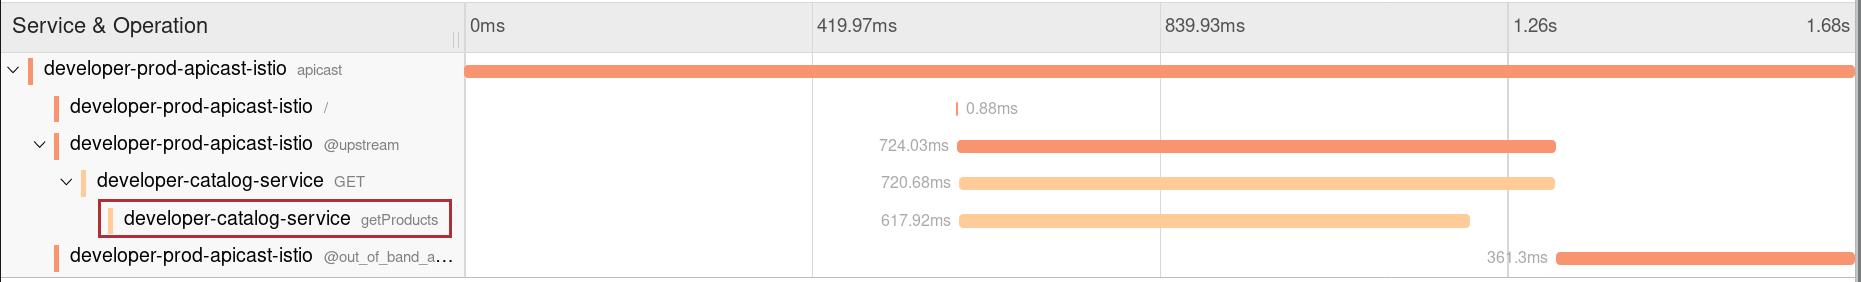 Service & Operation 0ms 419.97ms 839.93ms 1.26s 1.68s
developer-prod-apicast-istio apicast
developer-prod-apicast-istio / 0.88ms
developer-prod-apicast-istio @upstream 724.03ms
developer-catalog-service GET 720.68ms
developer-catalog-service getProducts 617.92ms
developer-prod-apicast-istio @out_of_band_a... 361.3ms